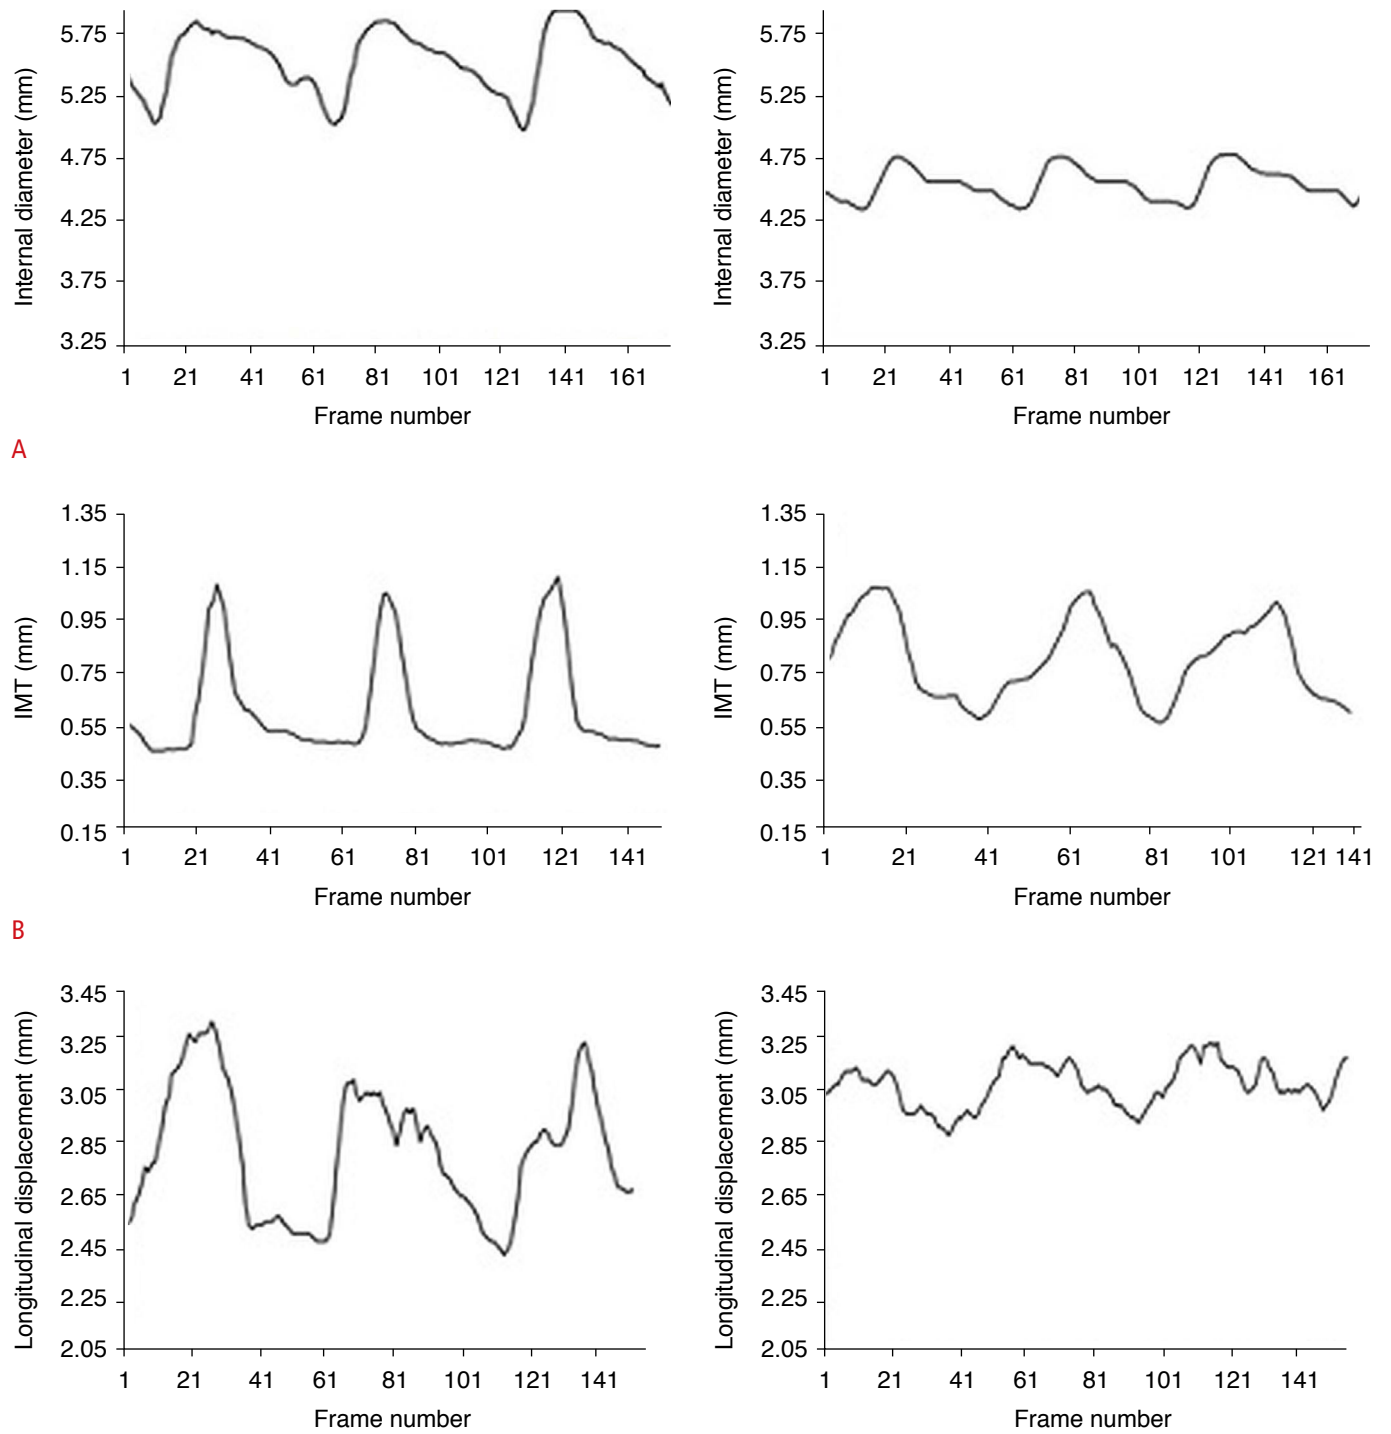 5.75
5.25
4.75
4.25
3.75
3.25
Internal diameter (mm)
1 21 41 61 81 101 121 141 161
Frame number
5.75
5.25
4.75
4.25
3.75
3.25
Internal diameter (mm)
1 21 41 61 81 101 121 141 161
Frame number
A
1.35
1.15
0.95
0.75
0.55
0.35
0.15
IMT (mm)
1 21 41 61 81 101 121 141
Frame number
1.35
1.15
0.95
0.75
0.55
0.35
0.15
IMT (mm)
1 21 41 61 81 101 121 141
Frame number
B
3.45
3.25
3.05
2.85
2.65
2.45
2.25
2.05
Longitudinal displacement (mm)
1 21 41 61 81 101 121 141
Frame number
3.45
3.25
3.05
2.85
2.65
2.45
2.25
2.05
Longitudinal displacement (mm)
1 21 41 61 81 101 121 141
Frame number